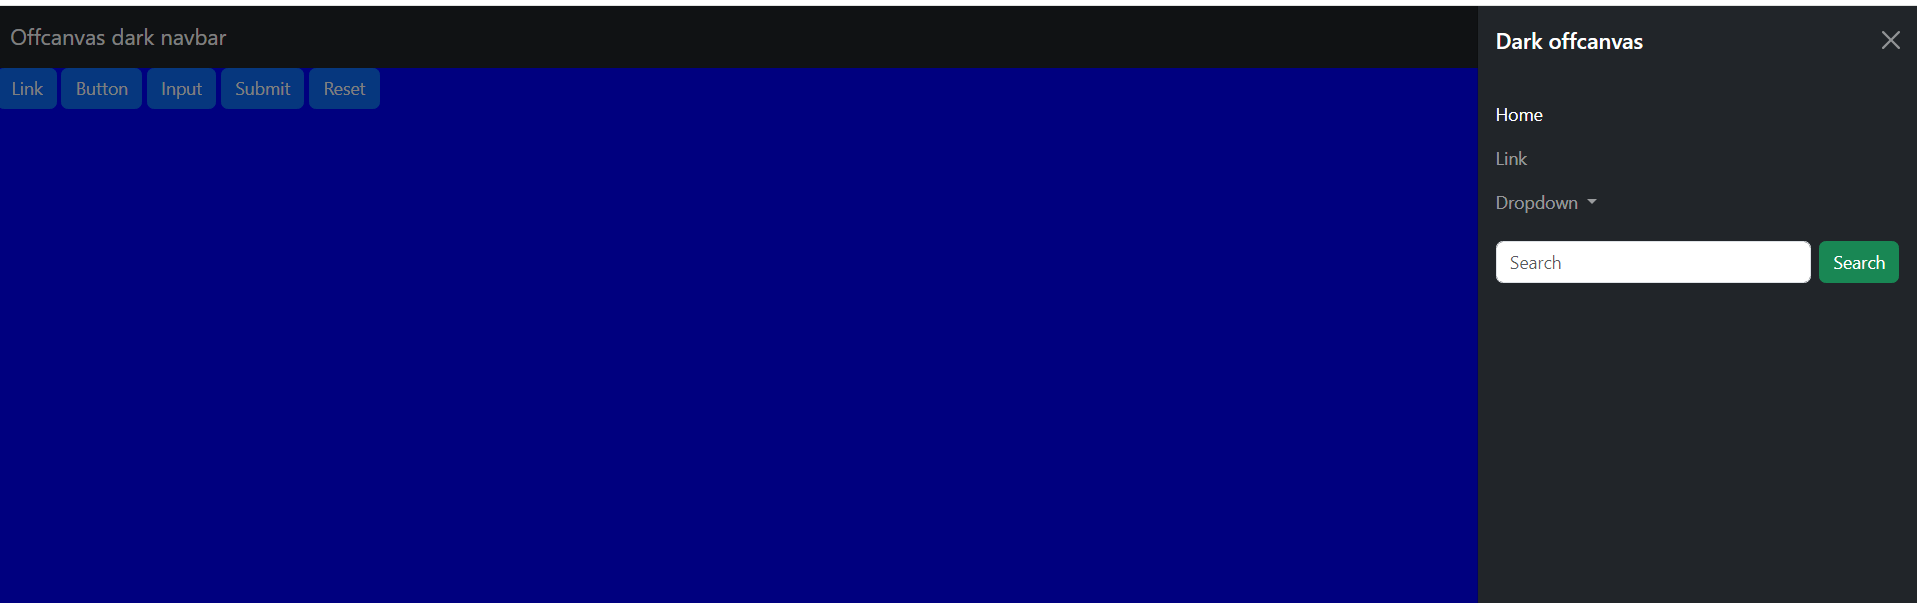 Offcanvas dark navbar
Link Button Input Submit Reset
Dark offcanvas
Home
Link
Dropdown
Search Search